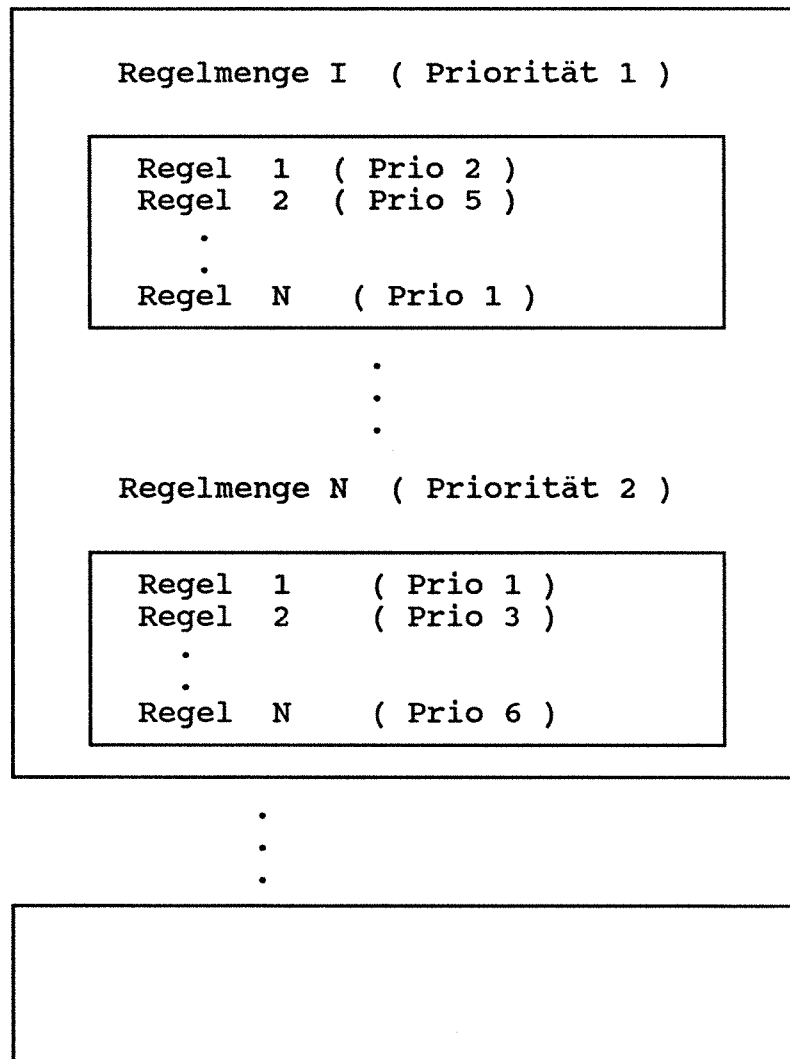 Regelmenge I ( Priorität 1 )
Regel 1 ( Prio 2 )
Regel 2 ( Prio 5 )
.
.
Regel N ( Prio 1 )
.
.
.
Regelmenge N ( Priorität 2 )
Regel 1 ( Prio 1 )
Regel 2 ( Prio 3 )
.
.
Regel N ( Prio 6 )
.
.
.